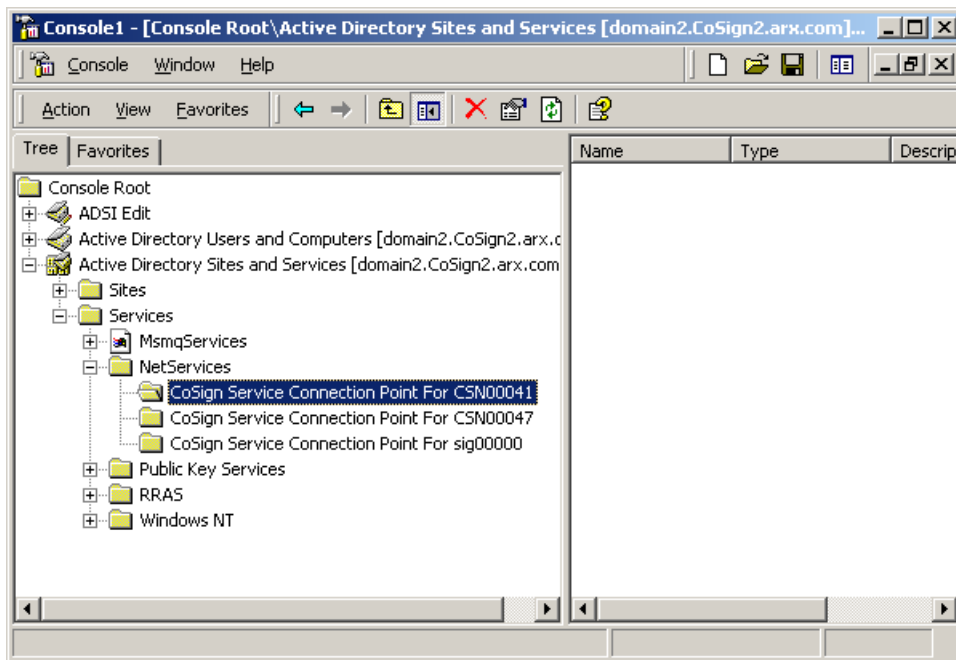 Console1 - [Console Root\Active Directory Sites and Services [domain2.CoSign2.arx.com]...
Console Window Help
Action View Favorites
Tree Favorites
Name Type Descrip
Console Root
ADSI Edit
Active Directory Users and Computers [domain2.CoSign2.arx.c
Active Directory Sites and Services [domain2.CoSign2.arx.com
Sites
Services
MsmqServices
NetServices
CoSign Service Connection Point For CSN00041
CoSign Service Connection Point For CSN00047
CoSign Service Connection Point For sig00000
Public Key Services
RRAS
Windows NT